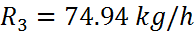 R₃ = 74.94 kg/h